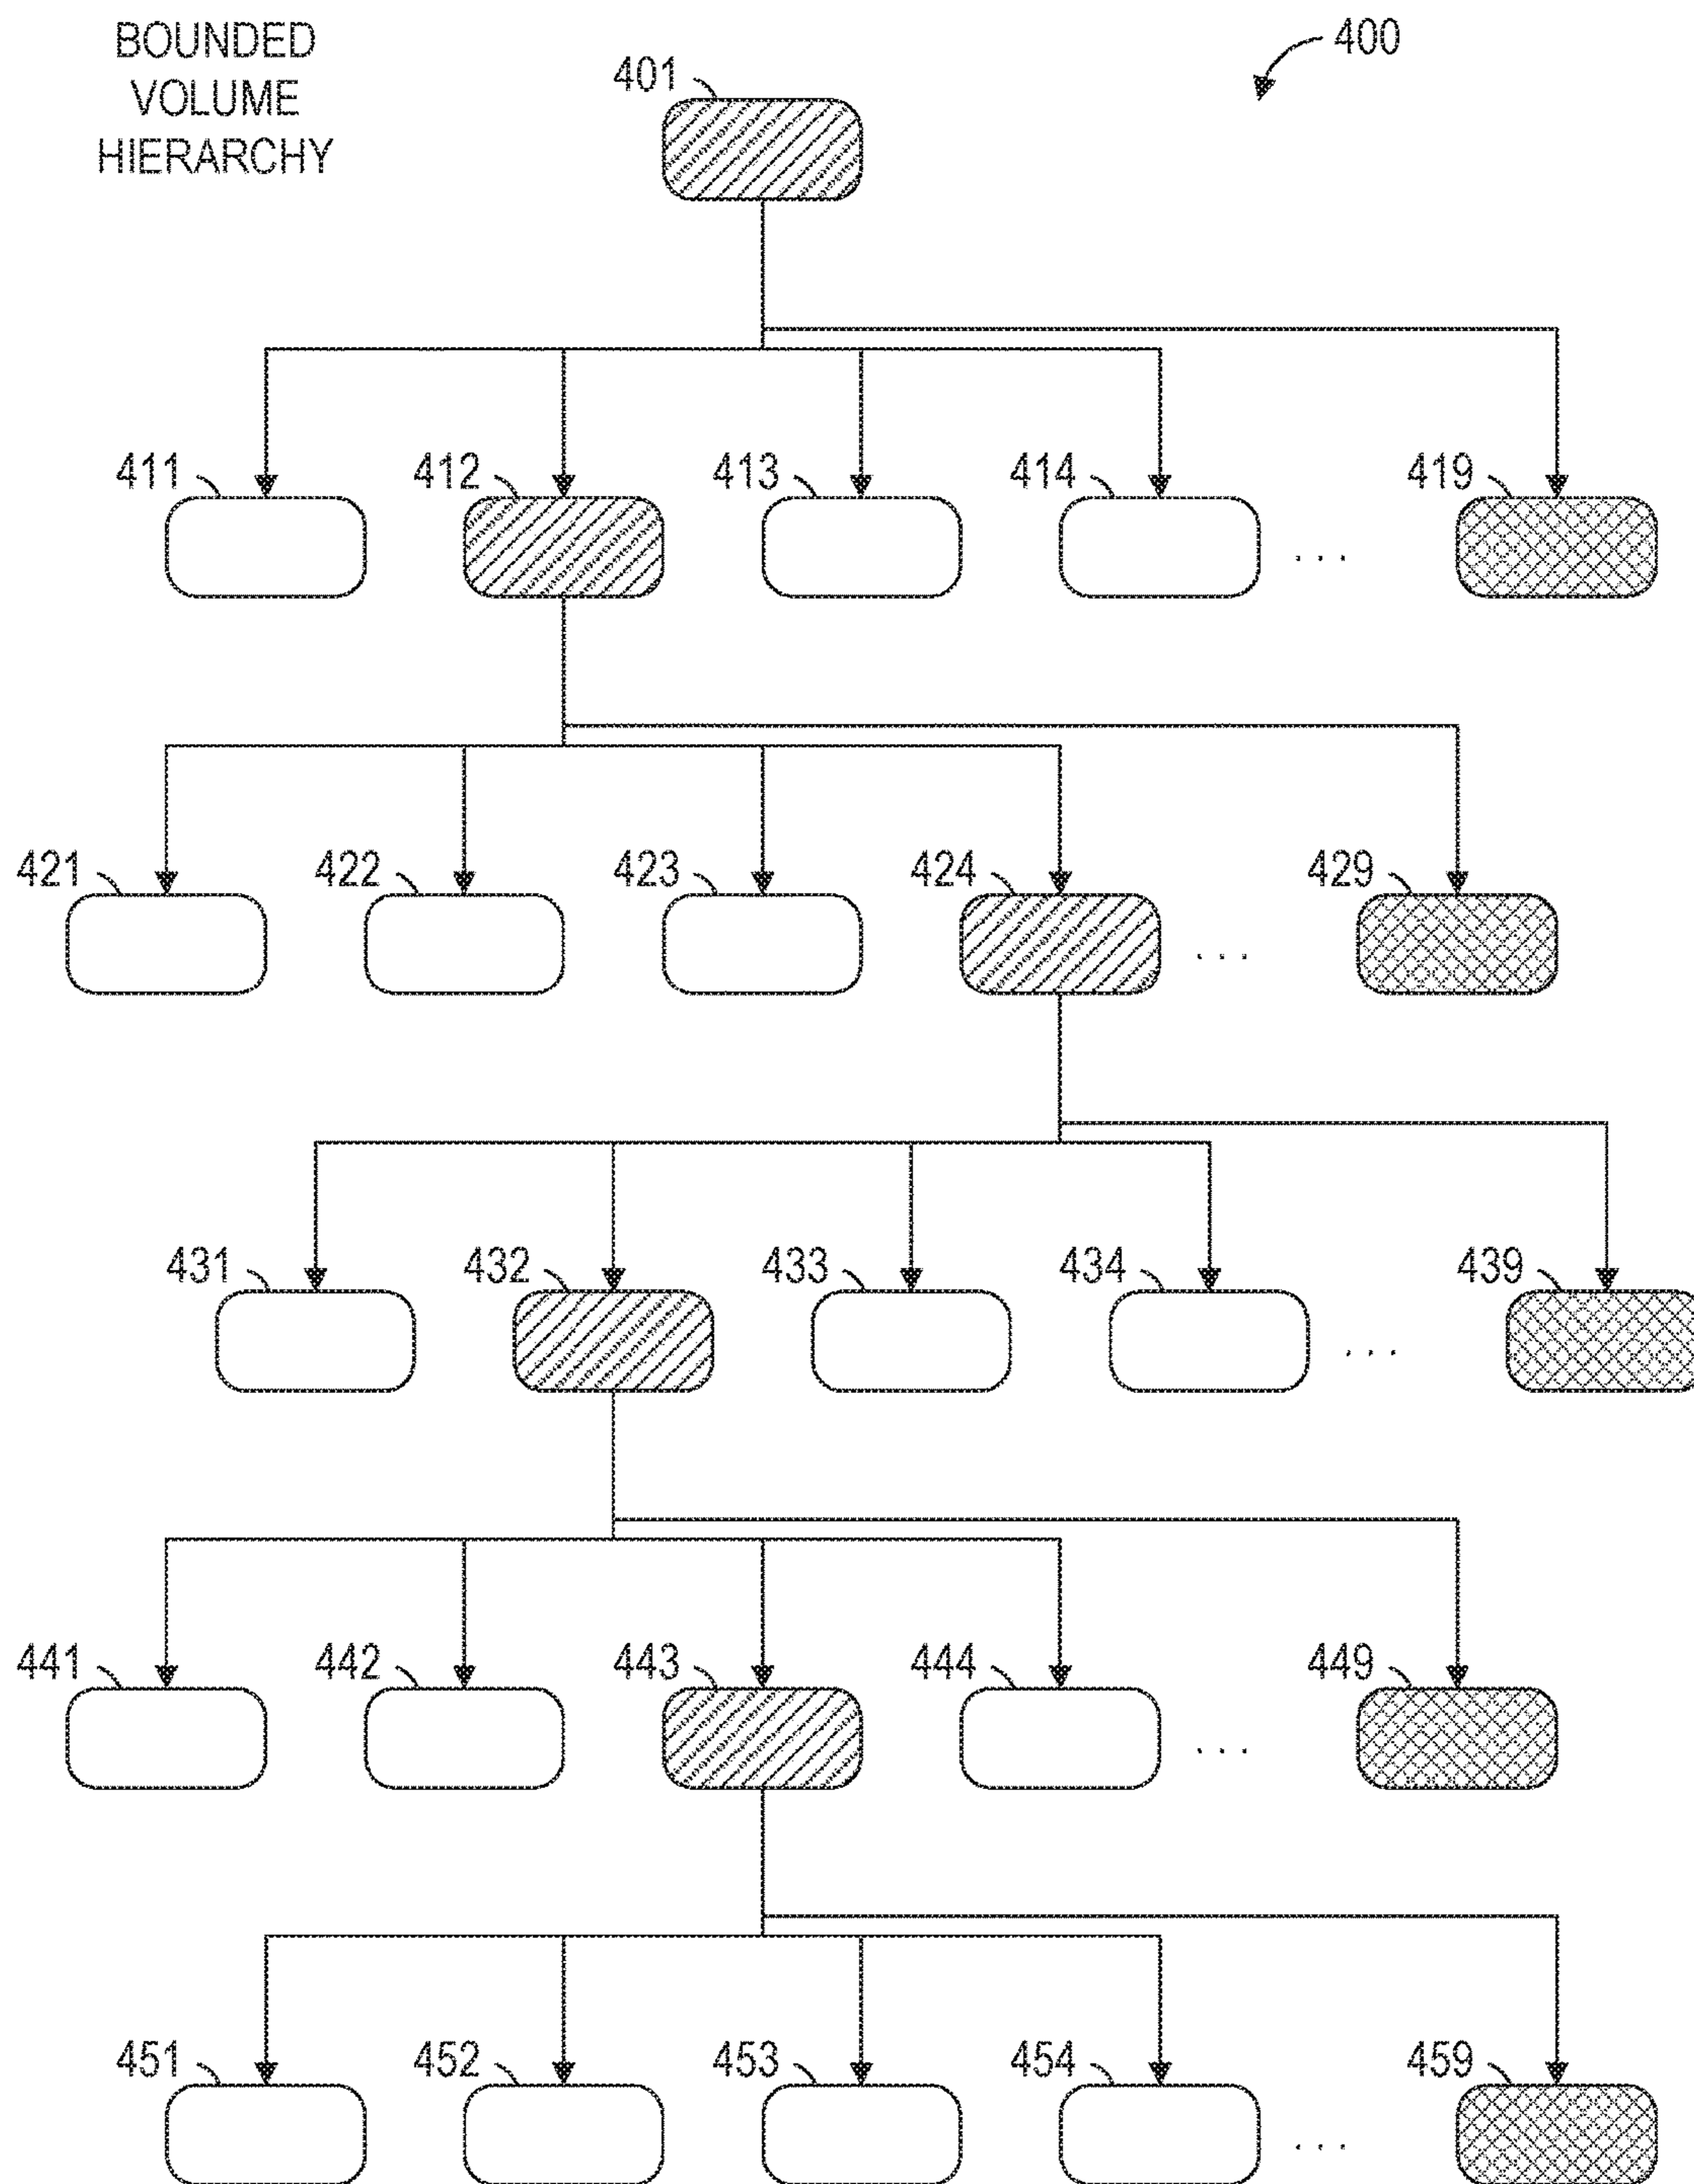 BOUNDED
VOLUME
HIERARCHY
400
401
411 412 413 414 ... 419
421 422 423 424 ... 429
431 432 433 434 ... 439
441 442 443 444 ... 449
451 452 453 454 ... 459